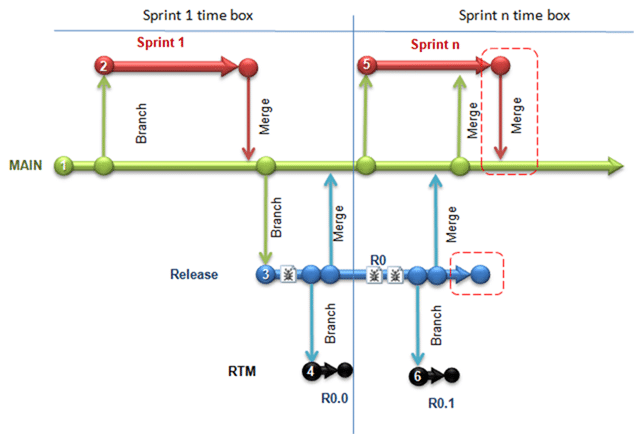 Sprint 1 time box
Sprint n time box
Sprint 1
Sprint n
2
5
Branch
Merge
Merge
Merge
MAIN
1
Branch
Merge
Merge
R0
Release
3
Branch
Branch
RTM
4
6
R0.0
R0.1